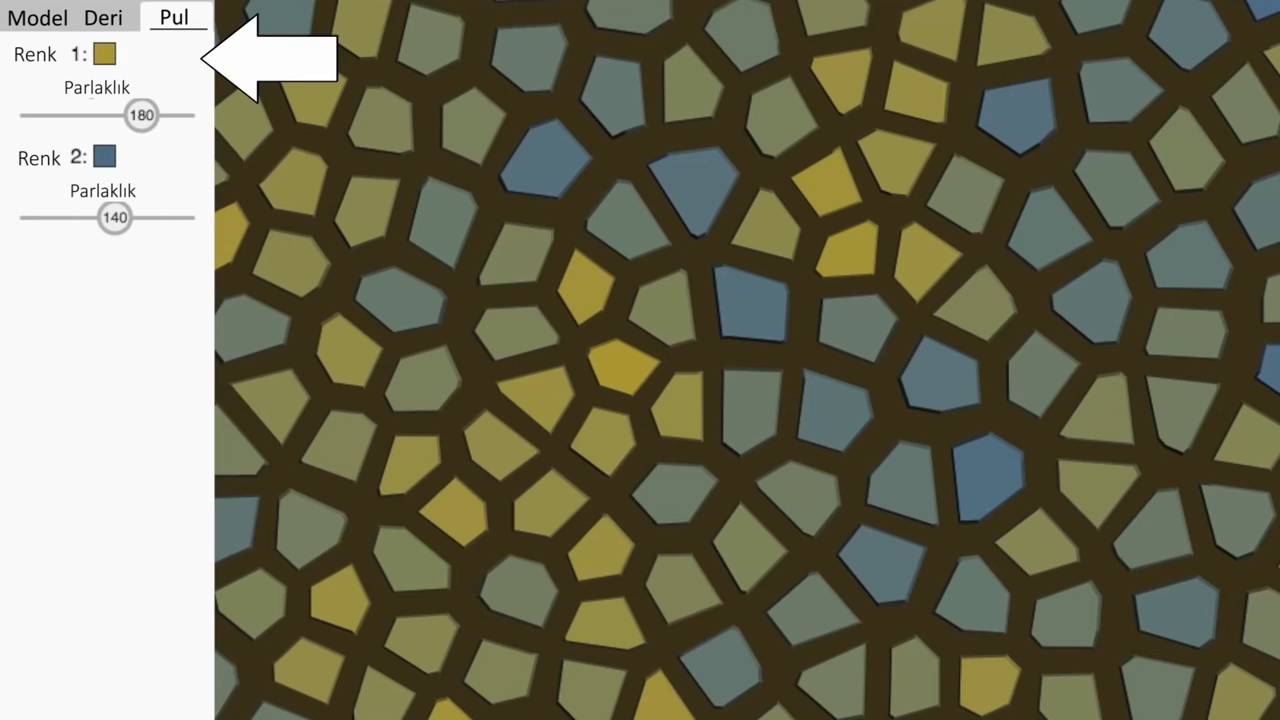 Model Deri Pul
Renk 1:
Parlaklık
180
Renk 2:
Parlaklık
140